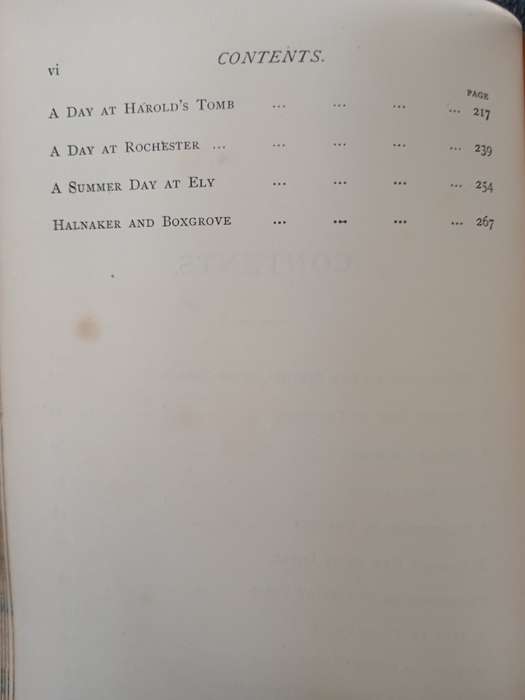 vi
CONTENTS.
PAGE
A Day at Harold's Tomb ... ... ... ... 217
A Day at Rochester ... ... ... ... 239
A Summer Day at Ely ... ... ... ... 254
Halnaker and Boxgrove ... ... ... ... 267